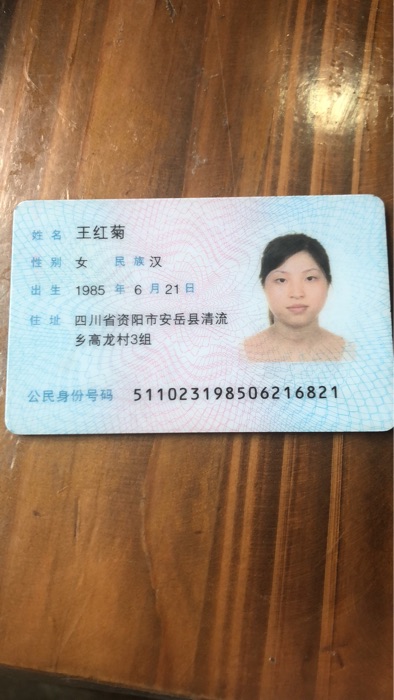 姓名 王红菊
性别 女 民族 汉
出生 1985 年 6 月 21 日
住址 四川省资阳市安岳县清流
乡高龙村3组
公民身份号码 511023198506216821